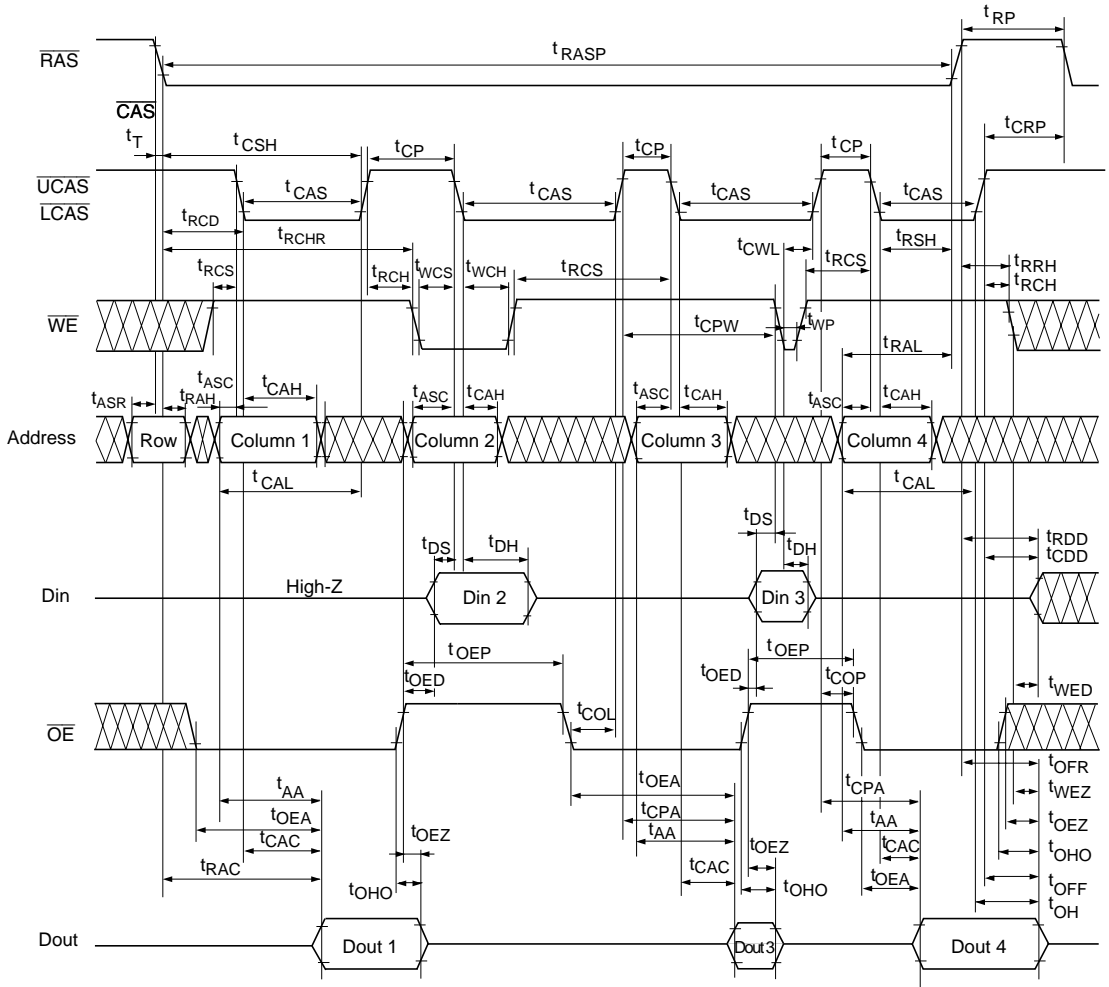 tRP
RAS
tRASP
CAS
tT
tCSH
tCP
tCP
tCP
tCRP
UCAS
LCAS
tCAS
tCAS
tCAS
tCAS
tRCD
tRCHR
tCWL
tRSH
tRCS
tRCH
tWCS
tWCH
tRCS
tRCS
tRRH
tRCH
WE
tCPW
tWP
tRAL
tASR
tRAH
tASC
tCAH
tASC
tCAH
tASC
tCAH
tASC
tCAH
Address
Row
Column 1
Column 2
Column 3
Column 4
tCAL
tCAL
tDS
tDH
tDS
tDH
tRDD
tCDD
Din
High-Z
Din 2
Din 3
tOEP
tOEP
tOED
tOED
tCOP
tWED
OE
tCOL
tAA
tOEA
tCAC
tRAC
tOEZ
tOHO
tOEA
tCPA
tAA
tCAC
tOEZ
tOHO
tCPA
tAA
tCAC
tOEA
tOFR
tWEZ
tOEZ
tOHO
tOFF
tOH
Dout
Dout 1
Dout 3
Dout 4